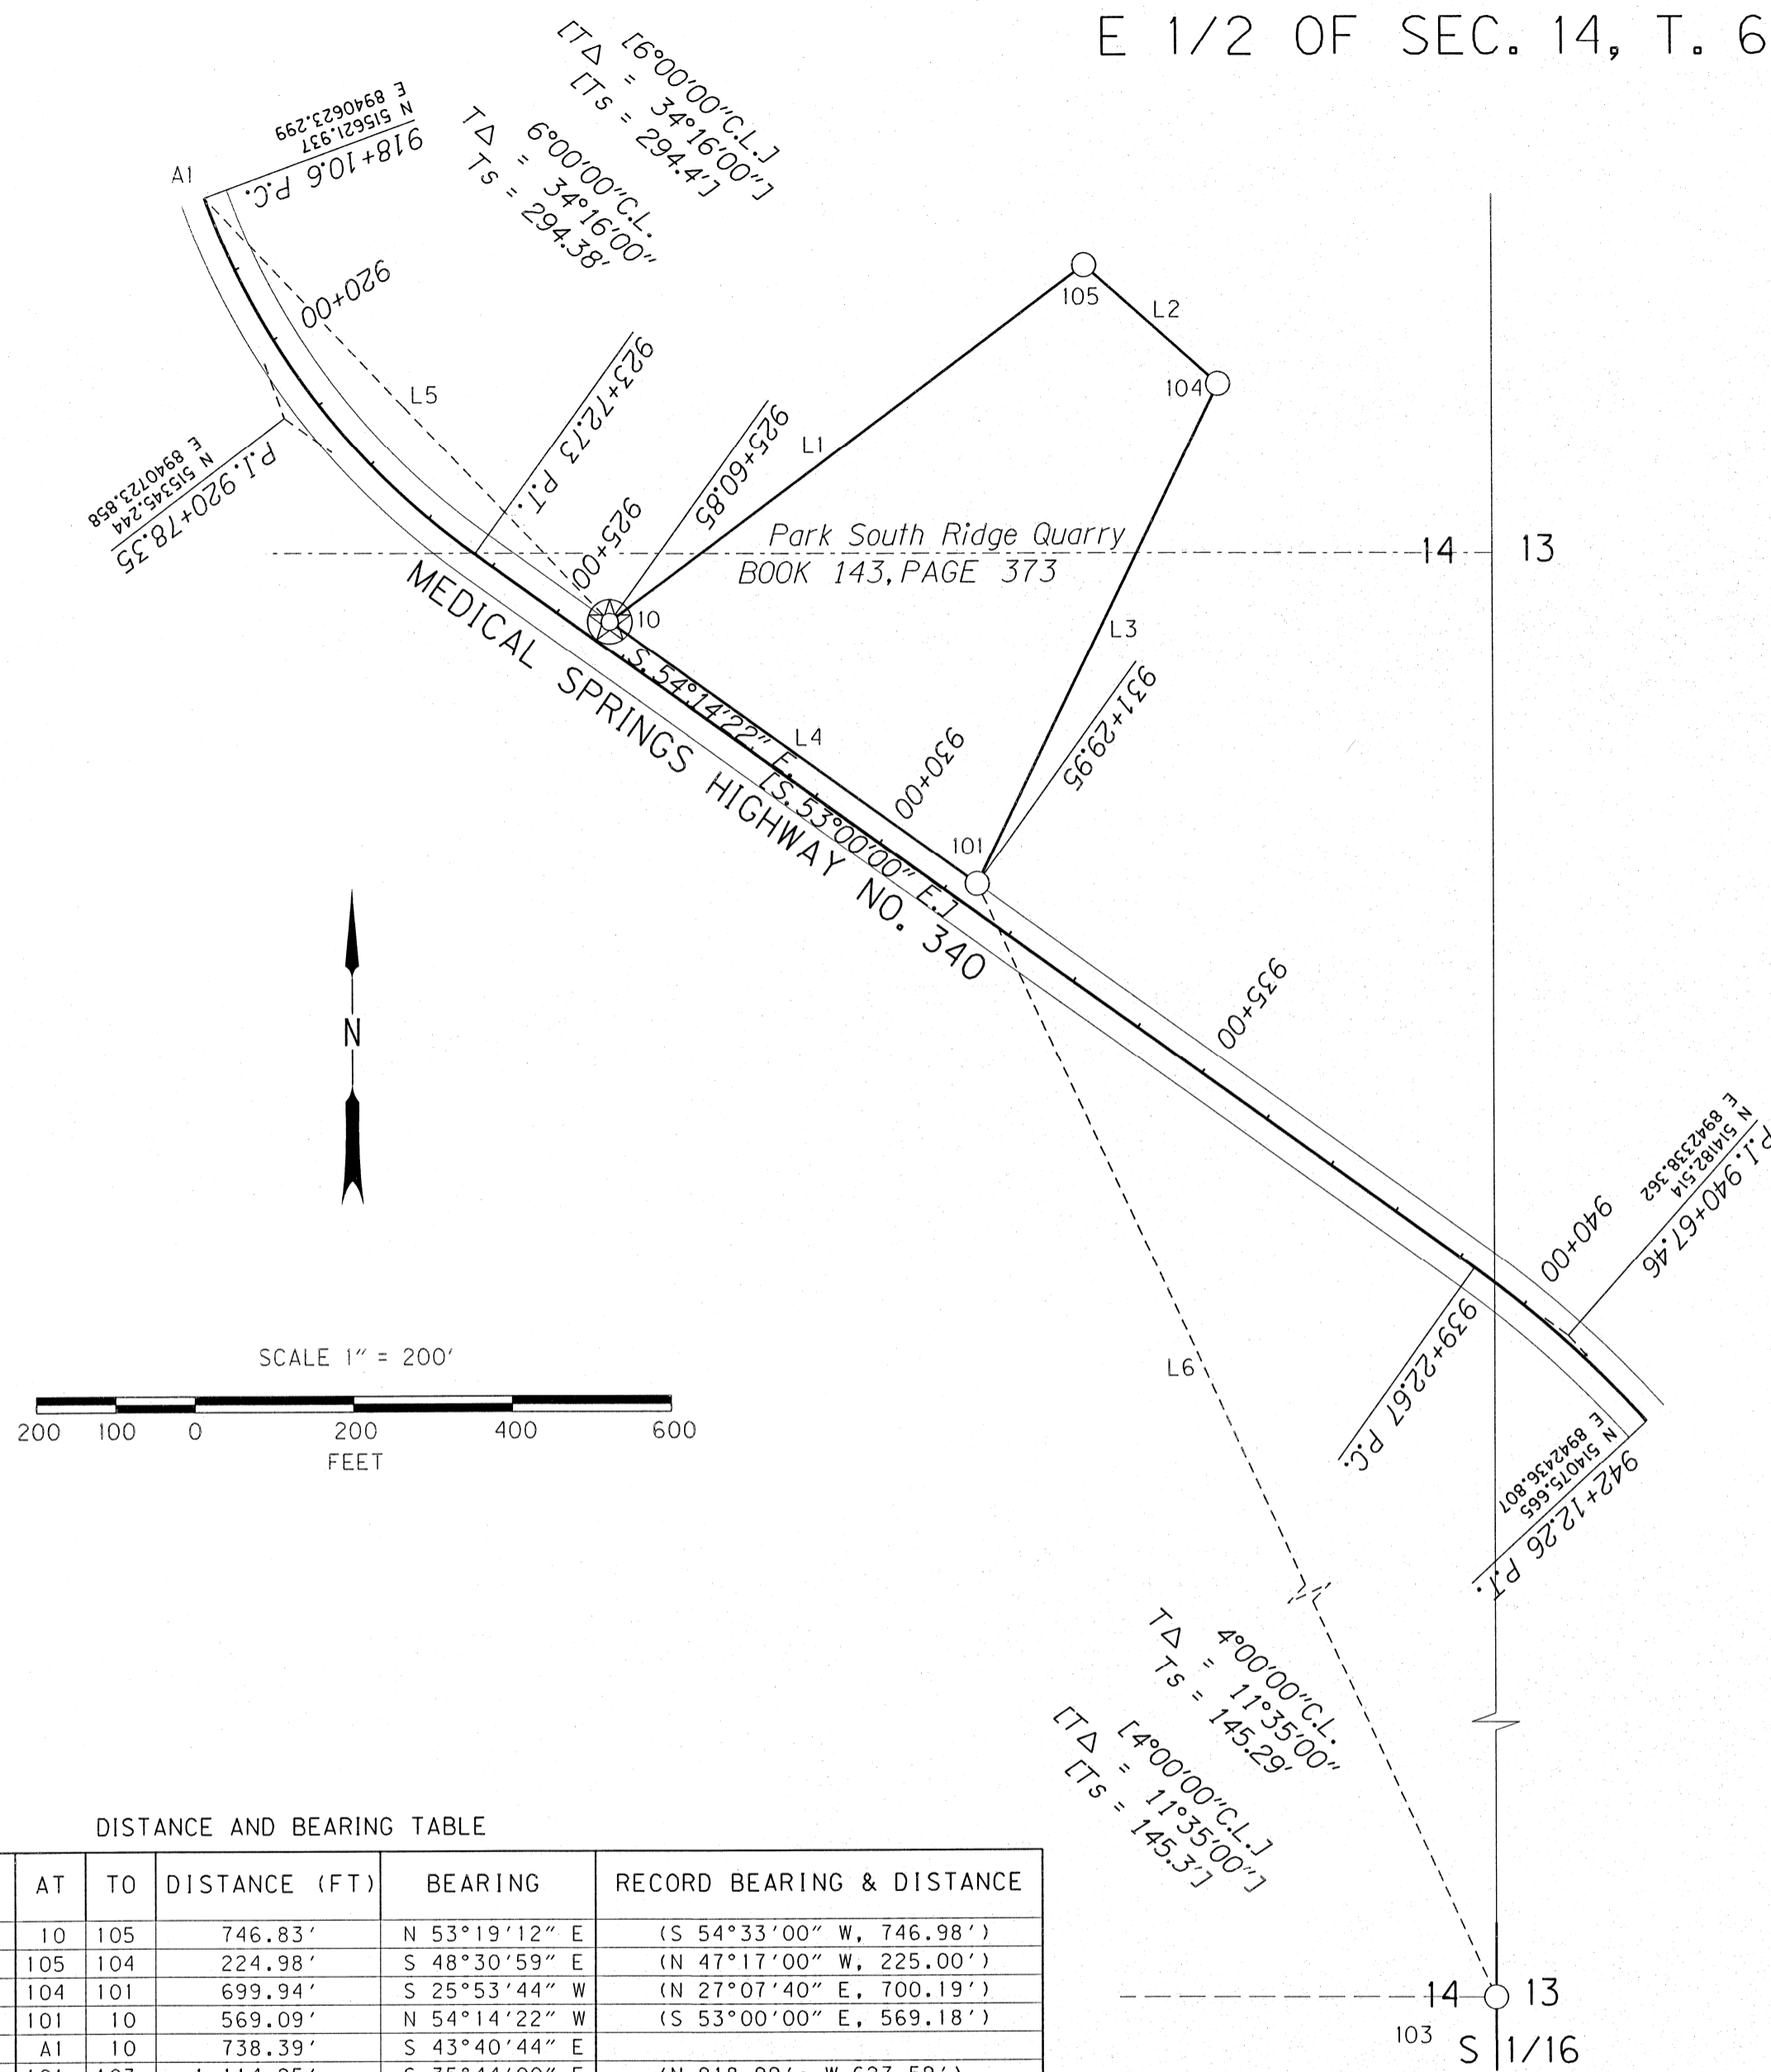 E 1/2 OF SEC. 14, T. 6
[6°00'00"C.L.]
[T∆ = 34°16'00"]
[Ts = 294.4']
6°00'00"C.L.
T∆ = 34°16'00"
Ts = 294.38'
A1
E 8940623.299
N 515621.937
918+10.6 P.C.
920+00
L5
E 8940723.858
N 515345.244
P.I. 920+78.35
923+72.73 P.T.
925+00
925+60.85
L1
105
L2
104
Park South Ridge Quarry
BOOK 143, PAGE 373
14
13
10
L3
S. 54°14'22" E.
[S. 53°00'00" E.]
L4
MEDICAL SPRINGS HIGHWAY NO. 340
930+00
931+29.95
101
N
935+00
E 8942338.362
N 514182.514
P.I. 940+67.46
940+00
939+22.67 P.C.
L6
E 8942436.807
N 514075.665
942+12.26 P.T.
SCALE 1" = 200'
200 100 0 200 400 600
FEET
4°00'00"C.L.
T∆ = 11°35'00"
Ts = 145.29'
[4°00'00"C.L.]
[T∆ = 11°35'00"]
[Ts = 145.3']
14
13
103
S 1/16
DISTANCE AND BEARING TABLE
AT TO DISTANCE (FT) BEARING RECORD BEARING & DISTANCE
10 105 746.83' N 53°19'12" E (S 54°33'00" W, 746.98')
105 104 224.98' S 48°30'59" E (N 47°17'00" W, 225.00')
104 101 699.94' S 25°53'44" W (N 27°07'40" E, 700.19')
101 10 569.09' N 54°14'22" W (S 53°00'00" E, 569.18')
A1 10 738.39' S 43°40'44" E